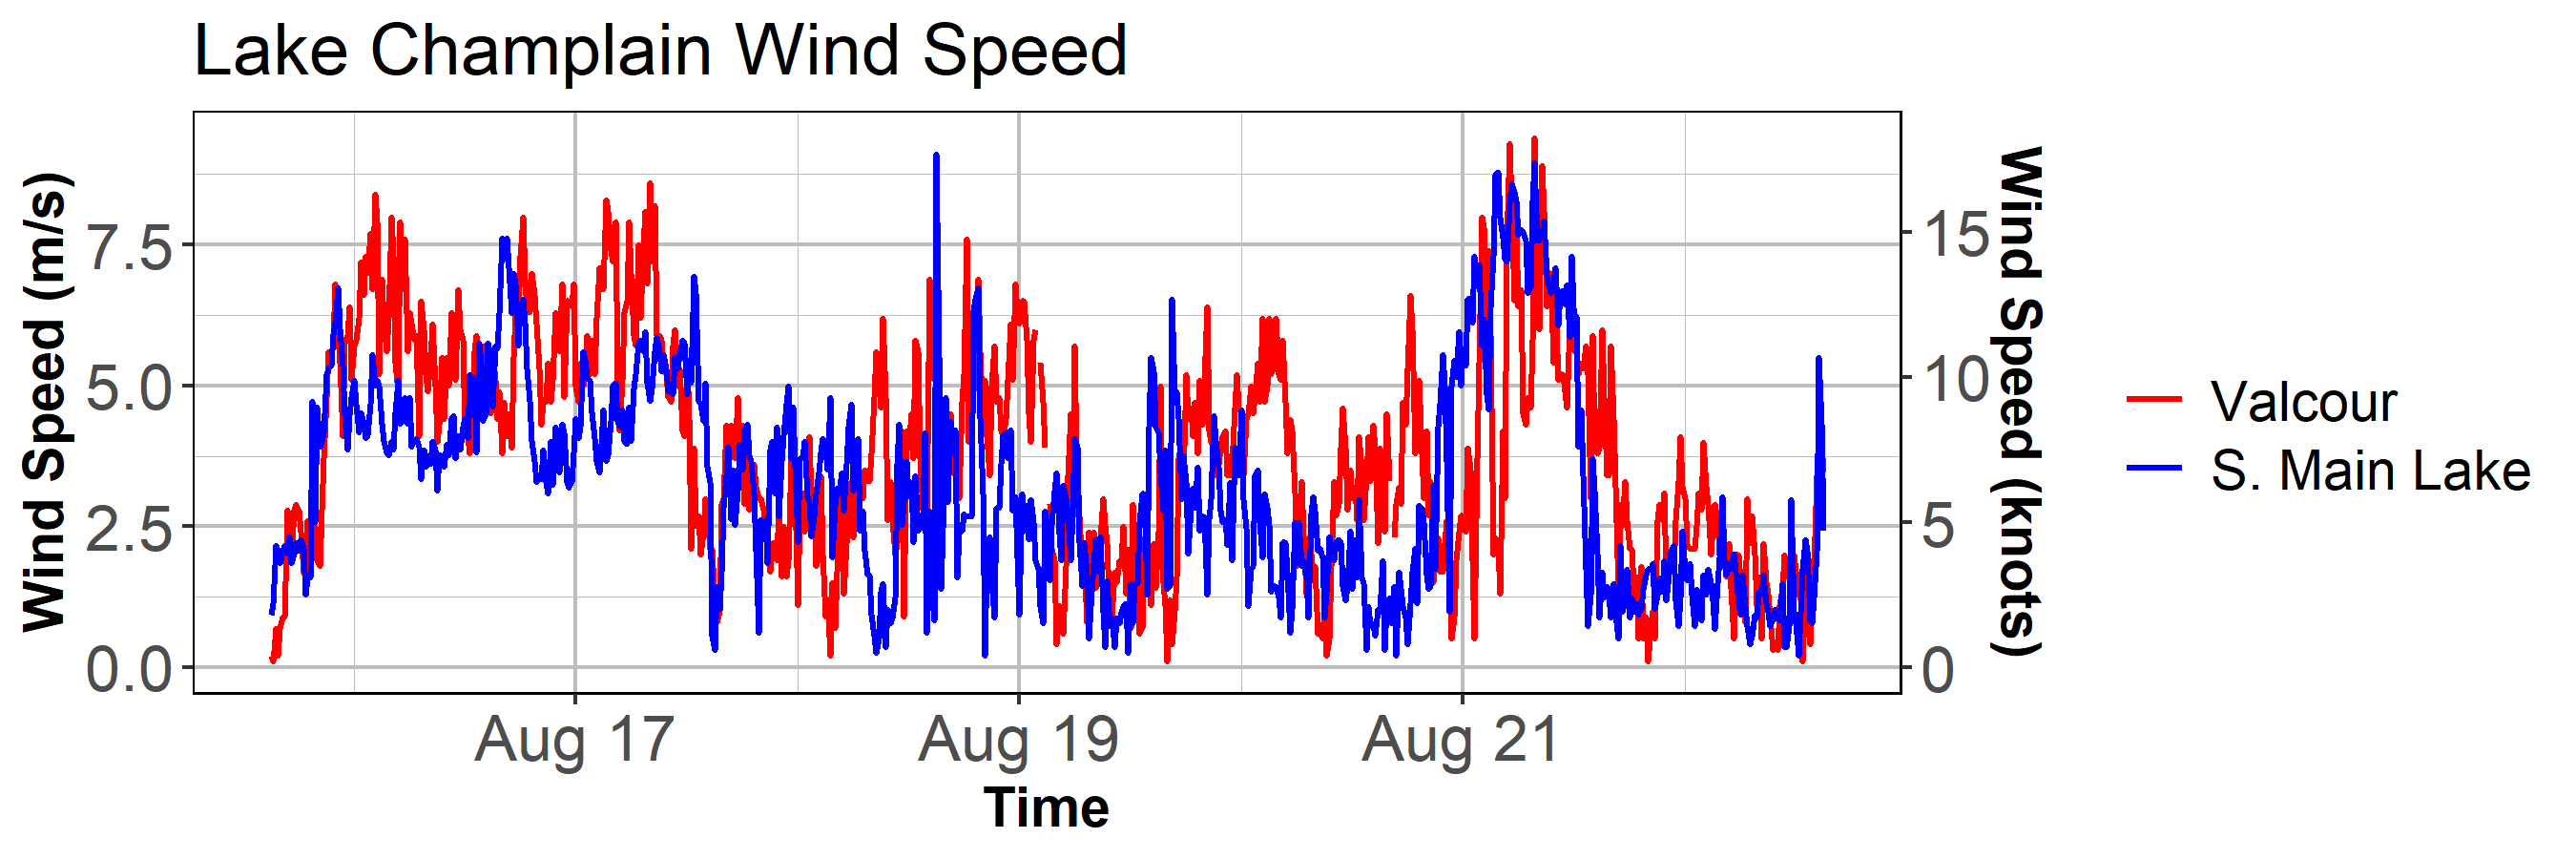 Lake Champlain Wind Speed
Wind Speed (m/s)
7.5
5.0
2.5
0.0
15
10
5
0
Wind Speed (knots)
Aug 17
Aug 19
Aug 21
Time
Valcour
S. Main Lake